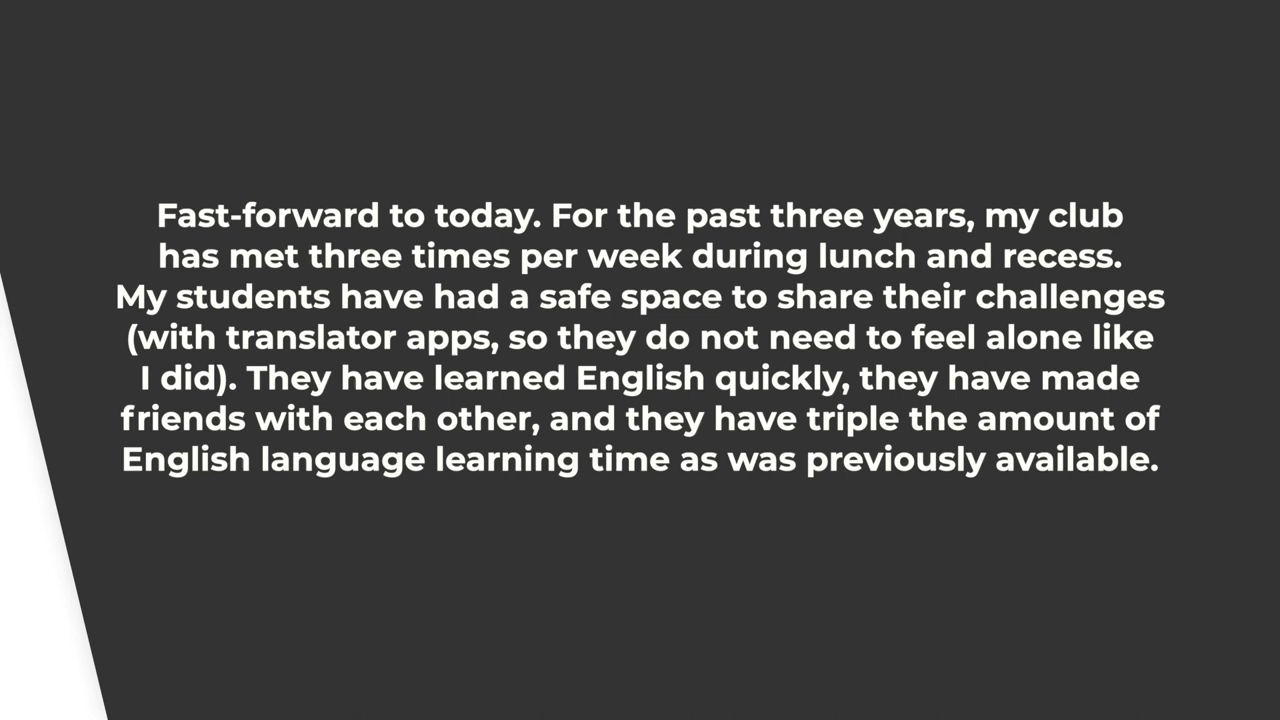 Fast-forward to today. For the past three years, my club
has met three times per week during lunch and recess.
My students have had a safe space to share their challenges
(with translator apps, so they do not need to feel alone like
I did). They have learned English quickly, they have made
friends with each other, and they have triple the amount of
English language learning time as was previously available.